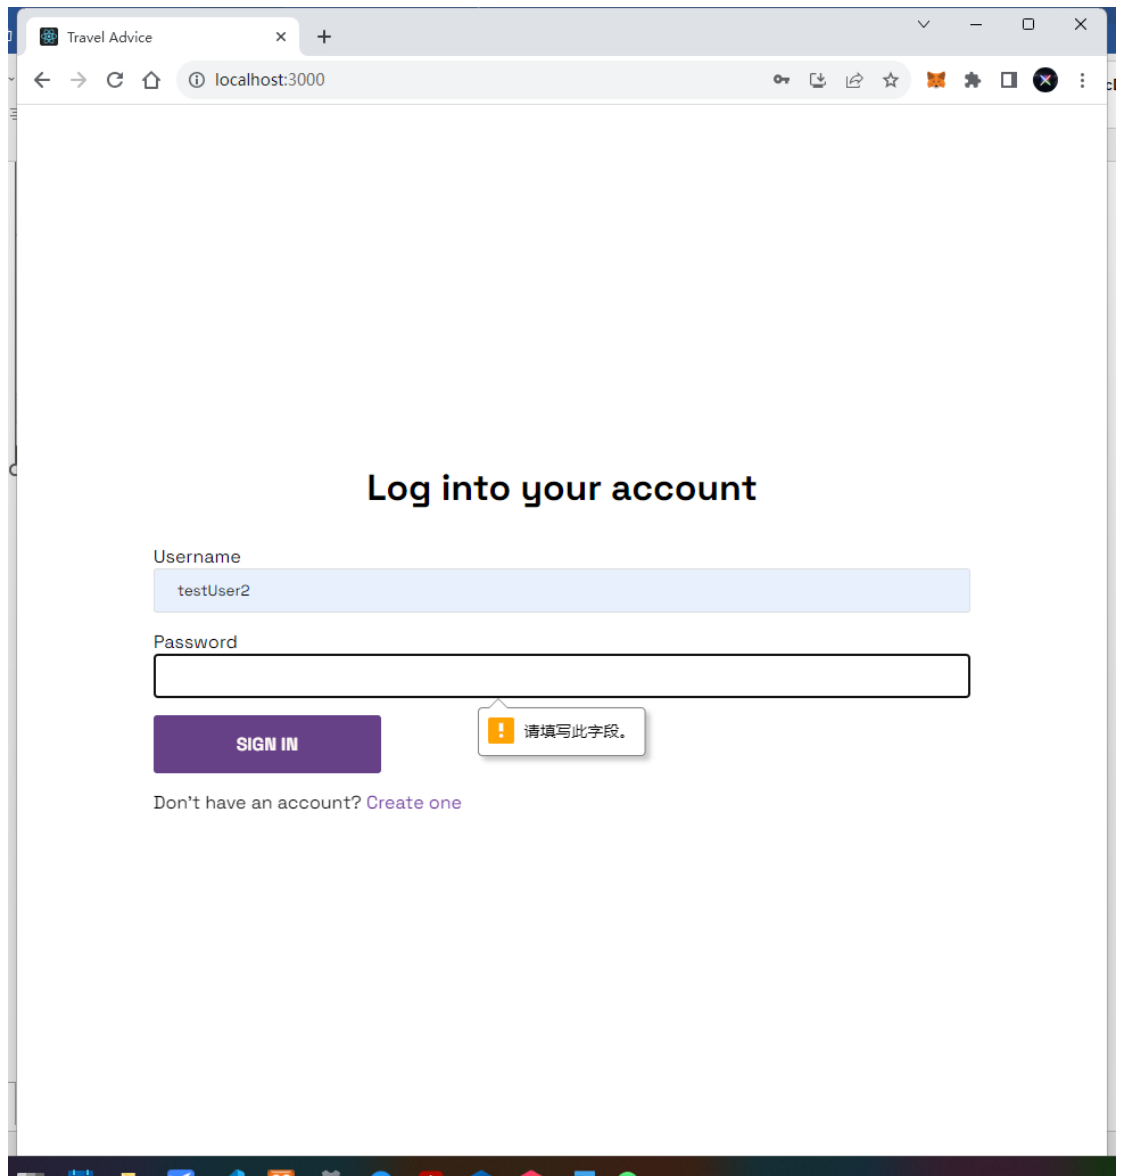 Travel Advice
localhost:3000
Log into your account
Username
testUser2
Password
请填写此字段。
SIGN IN
Don't have an account? Create one